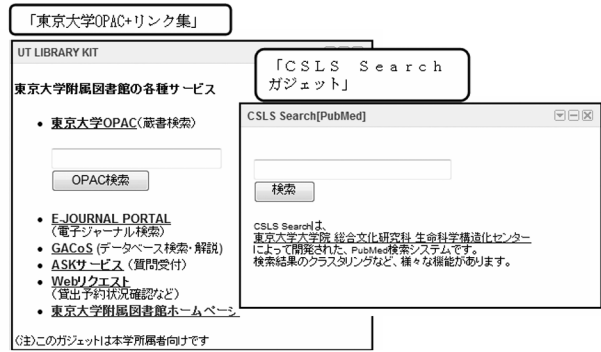 「東京大学OPAC+リンク集」
UT LIBRARY KIT
東京大学附属図書館の各種サービス
東京大学OPAC(蔵書検索)
OPAC検索
E-JOURNAL PORTAL
(電子ジャーナル検索)
GACoS (データベース検索・解説)
ASKサービス (質問受付)
Webリクエスト
(貸出予約状況確認など)
東京大学附属図書館ホームページ
(注)このガジェットは本学所属者向けです
「ＣＳＬＳ　Ｓｅａｒｃｈ
ガジェット」
CSLS Search[PubMed]
検索
CSLS Searchは、
東京大学大学院 総合文化研究科 生命科学構造化センター
によって開発された、PubMed検索システムです。
検索結果のクラスタリングなど、様々な機能があります。